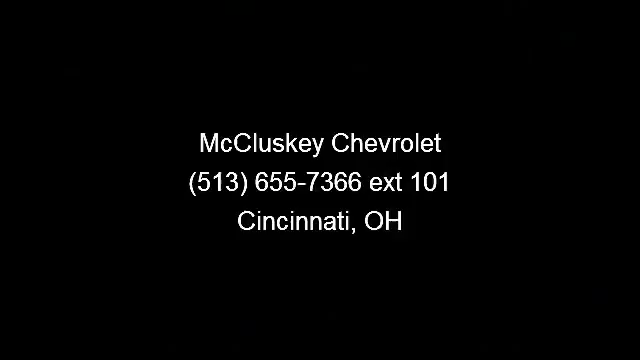 McCluskey Chevrolet
(513) 655-7366 ext 101
Cincinnati, OH